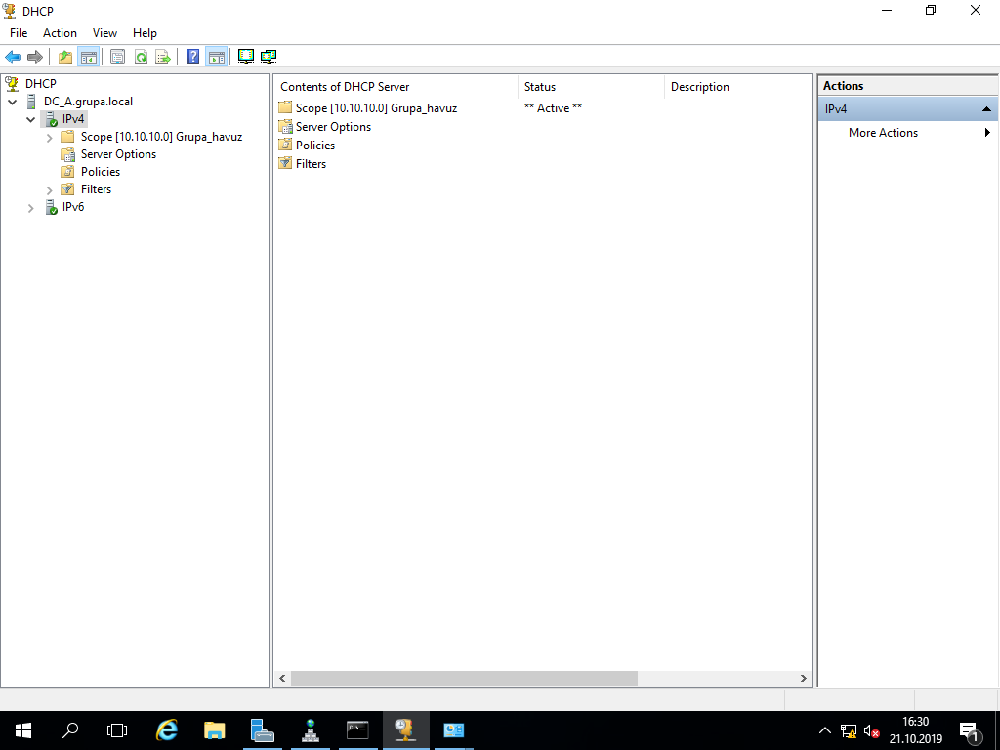 DHCP
File Action View Help
DHCP
DC_A.grupa.local
IPv4
Scope [10.10.10.0] Grupa_havuz
Server Options
Policies
Filters
IPv6
Contents of DHCP Server Status Description
Scope [10.10.10.0] Grupa_havuz ** Active **
Server Options
Policies
Filters
Actions
IPv4
More Actions
16:30
21.10.2019
1